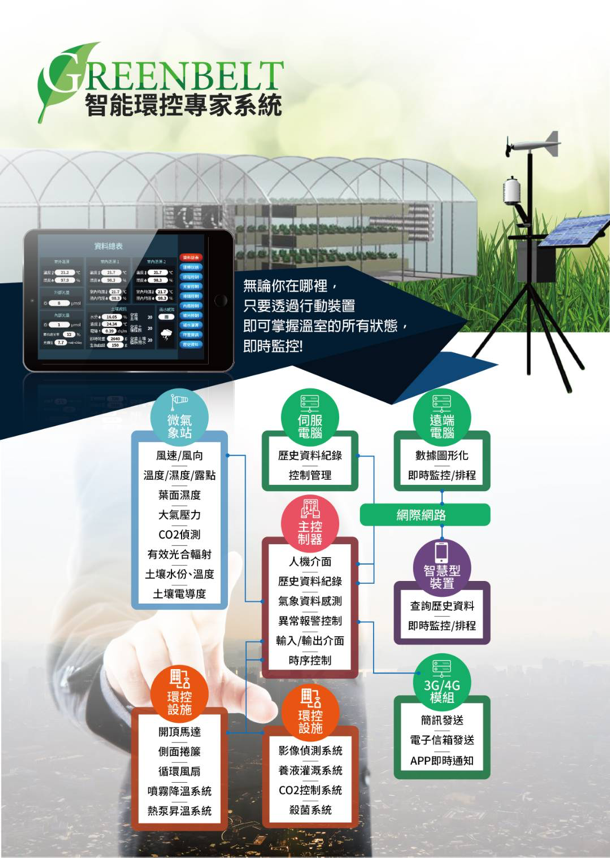 GREENBELT
智能環控專家系統
資料總表
無論你在哪裡，
只要透過行動裝置
即可掌握溫室的所有狀態，
即時監控!
微氣
象站
風速/風向
溫度/濕度/露點
葉面濕度
大氣壓力
CO2偵測
有效光合輻射
土壤水份、溫度
土壤電導度
伺服
電腦
歷史資料紀錄
控制管理
遠端
電腦
數據圖形化
即時監控/排程
網際網路
主控
制器
人機介面
歷史資料紀錄
氣象資料感測
異常報警控制
輸入/輸出介面
時序控制
智慧型
裝置
查詢歷史資料
即時監控/排程
3G/4G
模組
簡訊發送
電子信箱發送
APP即時通知
環控
設施
開頂馬達
側面捲簾
循環風扇
噴霧降溫系統
熱泵昇溫系統
環控
設施
影像偵測系統
養液灌溉系統
CO2控制系統
殺菌系統